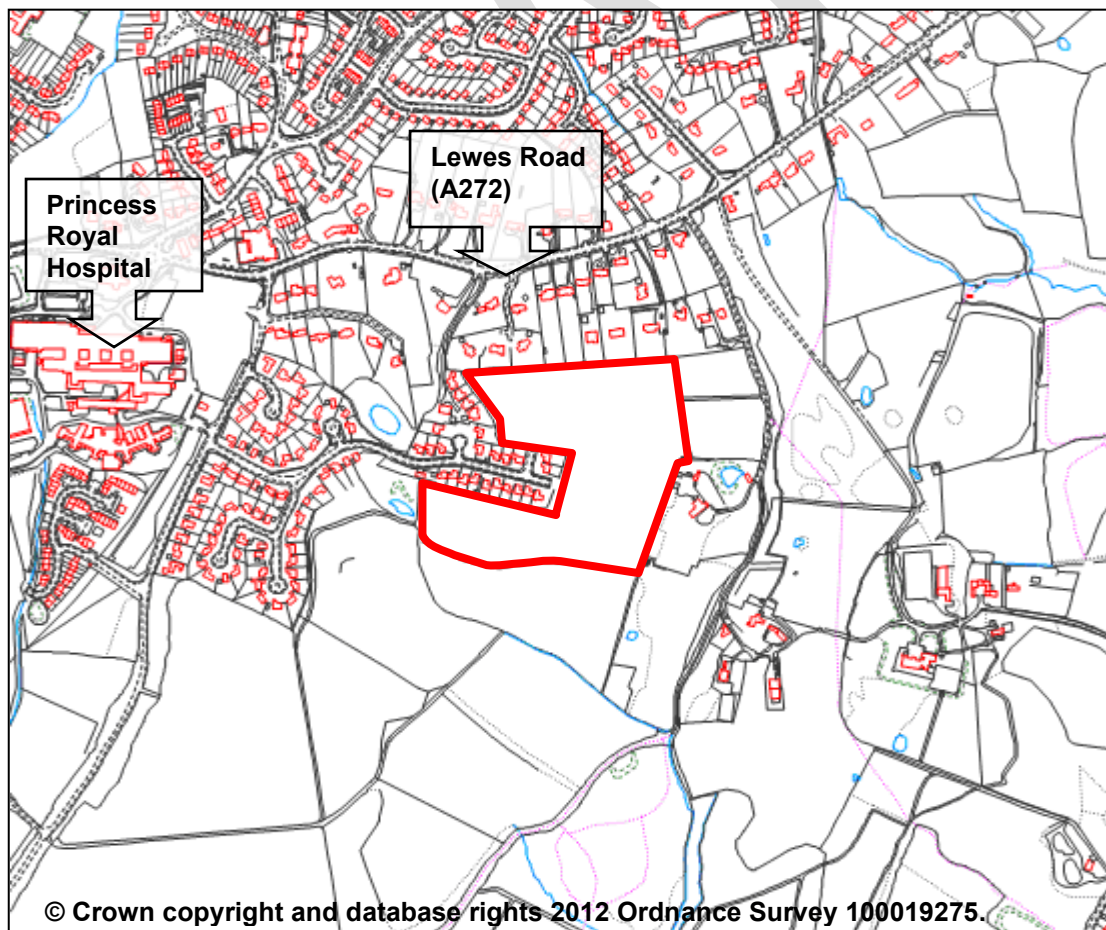 Lewes Road
(A272)
Princess
Royal
Hospital
© Crown copyright and database rights 2012 Ordnance Survey 100019275.